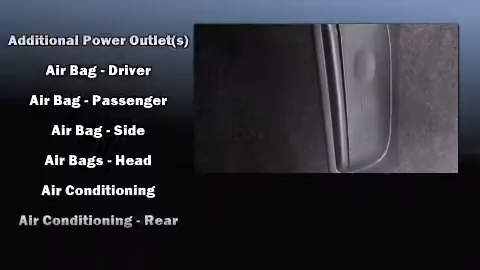 Additional Power Outlet(s)
Air Bag - Driver
Air Bag - Passenger
Air Bag - Side
Air Bags - Head
Air Conditioning
Air Conditioning - Rear